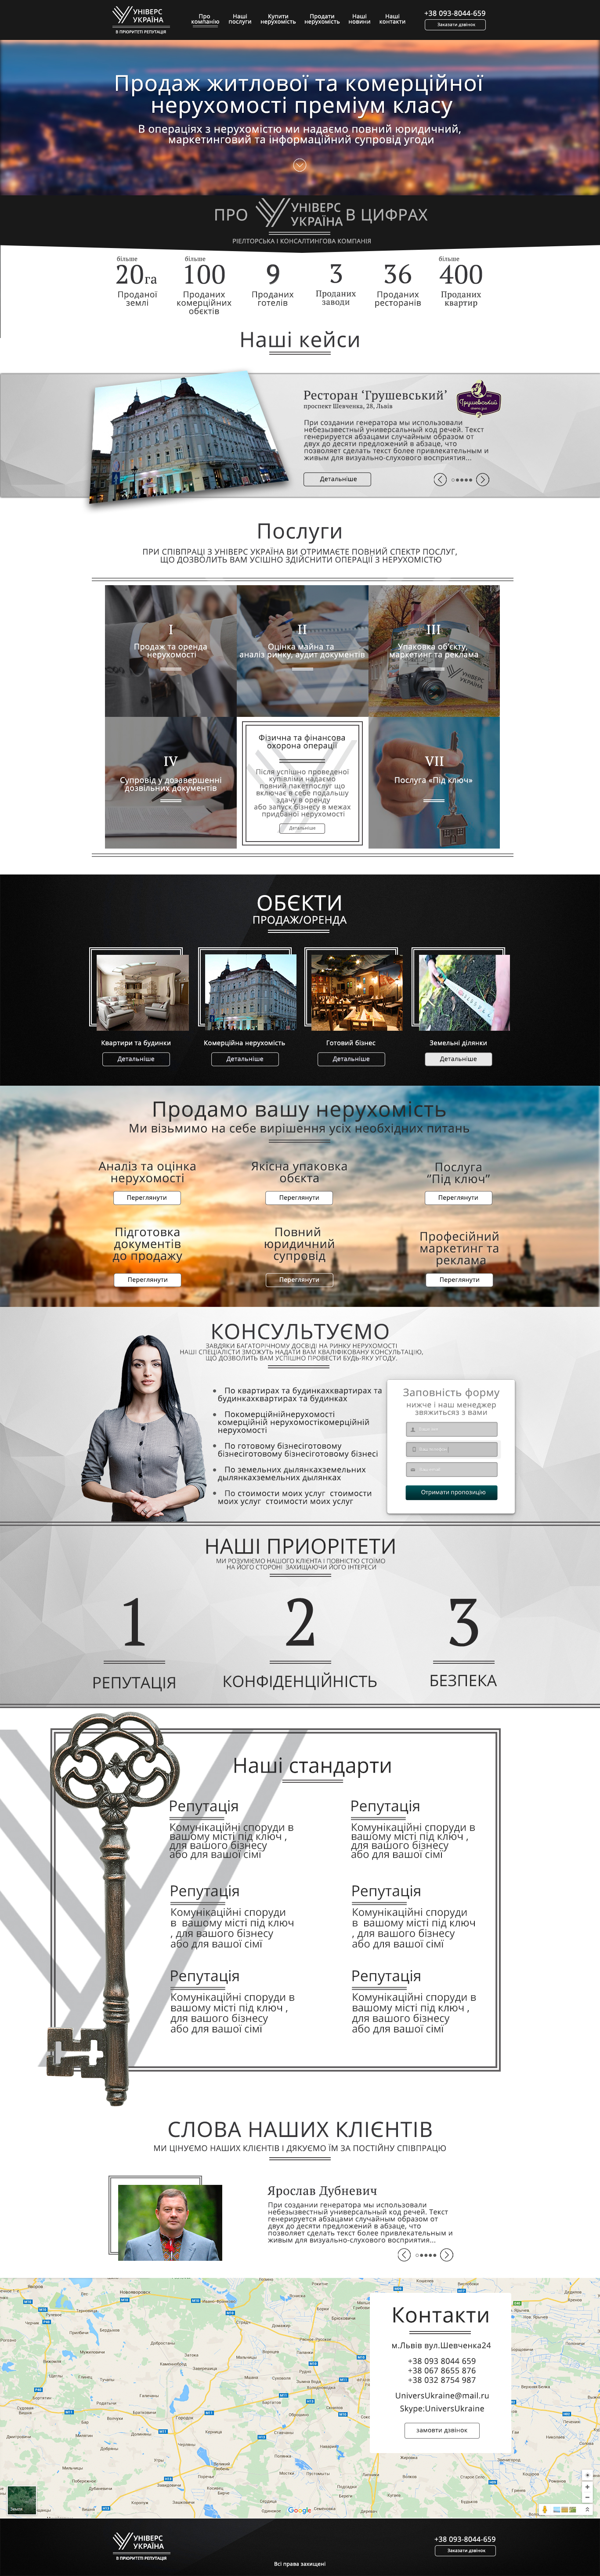 УНІВЕРС
УКРАЇНА
В ПРІОРИТЕТІ РЕПУТАЦІЯ
Про
компанію
Наші
послуги
Купити
нерухомість
Продати
нерухомість
Наші
новини
Наші
контакти
+38 093-8044-659
Заказати дзвінок
Продаж житлової та комерційної
нерухомості преміум класу
В операціях з нерухомістю ми надаємо повний юридичний,
маркетинговий та інформаційний супровід угоди
ПРО УНІВЕРС УКРАЇНА В ЦИФРАХ
РІЕЛТОРСЬКА І КОНСАЛТИНГОВА КОМПАНІЯ
більше
20га
Проданої
землі
більше
100
Проданих
комерційних
обєктів
9
Проданих
готелів
3
Проданих
заводи
36
Проданих
ресторанів
більше
400
Проданих
квартир
Наші кейси
Ресторан ‘Грушевський’
проспект Шевченка, 28, Львів
Грушевський
При создании генератора мы использовали
небезызвестный универсальный код речей. Текст
генерируется абзацами случайным образом от
двух до десяти предложений в абзаце, что
позволяет сделать текст более привлекательным и
живым для визуально-слухового восприятия...
Детальніше
Послуги
ПРИ СПІВПРАЦІ З УНІВЕРС УКРАЇНА ВИ ОТРИМАЄТЕ ПОВНИЙ СПЕКТР ПОСЛУГ,
ЩО ДОЗВОЛИТЬ ВАМ УСІШНО ЗДІЙСНИТИ ОПЕРАЦІЇ З НЕРУХОМІСТЮ
I
Продаж та оренда
нерухомості
II
Оцінка майна та
аналіз ринку, аудит документів
III
Упаковка об'єкту,
маркетинг та реклама
УНІВЕРС
УКРАЇНА
IV
Супровід у дозавершенні
дозвільних документів
Фізична та фінансова
охорона операції
Після успішно проведеної
купівліми надаємо
повний пакетпослуг що
включає в себе подальшу
здачу в оренду
або запуск бізнесу в межах
придбаної нерухомості
Детальніше
VII
Послуга «Під ключ»
ОБЄКТИ
ПРОДАЖ/ОРЕНДА
Квартири та будинки
Детальніше
Комерційна нерухомість
Детальніше
Готовий бізнес
Детальніше
Земельні ділянки
Детальніше
Продамо вашу нерухомість
Ми візьмимо на себе вирішення усіх необхідних питань
Аналіз та оцінка
нерухомості
Переглянути
Якісна упаковка
обєкта
Переглянути
Послуга
“Під ключ”
Переглянути
Підготовка
документів
до продажу
Переглянути
Повний
юридичний
супровід
Переглянути
Професійний
маркетинг та
реклама
Переглянути
КОНСУЛЬТУЄМО
ЗАВДЯКИ БАГАТОРІЧНОМУ ДОСВІДІ НА РИНКУ НЕРУХОМОСТІ
НАШІ СПЕЦІАЛІСТИ ЗМОЖУТЬ НАДАТИ ВАМ КВАЛІФІКОВАНУ КОНСУЛЬТАЦІЮ,
ЩО ДОЗВОЛИТЬ ВАМ УСПІШНО ПРОВЕСТИ БУДЬ-ЯКУ УГОДУ.
По квартирах та будинкахквартирах та
будинкахквартирах та будинках
Покомерційнійнерухомості
комерційній нерухомостікомерційній
нерухомості
По готовому бізнесіготовому
бізнесіготовому бізнесіготовому бізнесі
По земельних дылянкахземельних
дылянкахземельних дылянках
По стоимости моих услуг стоимости
моих услуг стоимости моих услуг
Заповність форму
нижче і наш менеджер
звяжиться з вами
Отримати пропозицію
НАШІ ПРИОРІТЕТИ
МИ РОЗУМІЄМО НАШОГО КЛІЄНТА І ПОВНІСТЮ СТОЇМО
НА ЙОГО СТОРОНІ ЗАХИЩАЮЧИ ЙОГО ІНТЕРЕСИ
1
РЕПУТАЦІЯ
2
КОНФІДЕНЦІЙНІСТЬ
3
БЕЗПЕКА
Наші стандарти
Репутація
Комунікаційні споруди в
вашому місті під ключ ,
для вашого бізнесу
або для вашої сімі
Репутація
Комунікаційні споруди в
вашому місті під ключ ,
для вашого бізнесу
або для вашої сімі
Репутація
Комунікаційні споруди
в вашому місті під ключ
, для вашого бізнесу
або для вашої сімі
Репутація
Комунікаційні споруди
в вашому місті під ключ
, для вашого бізнесу
або для вашої сімі
Репутація
Комунікаційні споруди в
вашому місті під ключ ,
для вашого бізнесу
або для вашої сімі
Репутація
Комунікаційні споруди в
вашому місті під ключ ,
для вашого бізнесу
або для вашої сімі
СЛОВА НАШИХ КЛІЄНТІВ
МИ ЦІНУЄМО НАШИХ КЛІЄНТІВ І ДЯКУЄМО ЇМ ЗА ПОСТІЙНУ СПІВПРАЦЮ
Ярослав Дубневич
При создании генератора мы использовали
небезызвестный универсальный код речей. Текст
генерируется абзацами случайным образом от
двух до десяти предложений в абзаце, что
позволяет сделать текст более привлекательным и
живым для визуально-слухового восприятия...
Контакти
м.Львів вул.Шевченка24
+38 093 8044 659
+38 067 8655 876
+38 032 8754 987
UniversUkraine@mail.ru
Skype:UniversUkraine
замовти дзвінок
Google
УНІВЕРС
УКРАЇНА
В ПРІОРИТЕТІ РЕПУТАЦІЯ
+38 093-8044-659
Заказати дзвінок
Всі права захищені